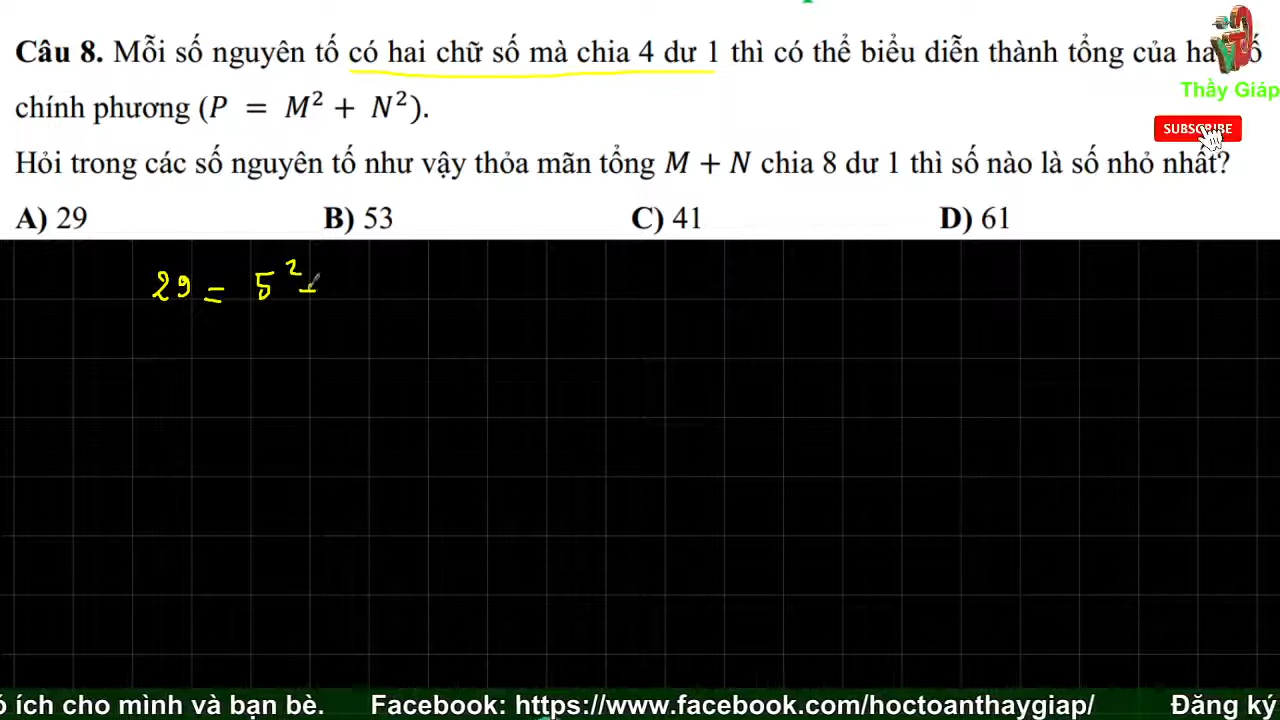 Câu 8. Mỗi số nguyên tố có hai chữ số mà chia 4 dư 1 thì có thể biểu diễn thành tổng của hai số
Thầy Giáp
chính phương (P = M² + N²).
SUBSCRIBE
Hỏi trong các số nguyên tố như vậy thỏa mãn tổng M + N chia 8 dư 1 thì số nào là số nhỏ nhất?
A) 29 B) 53 C) 41 D) 61
29 = 5² +
ó ích cho mình và bạn bè. Facebook: https://www.facebook.com/hoctoanthaygiap/ Đăng ký